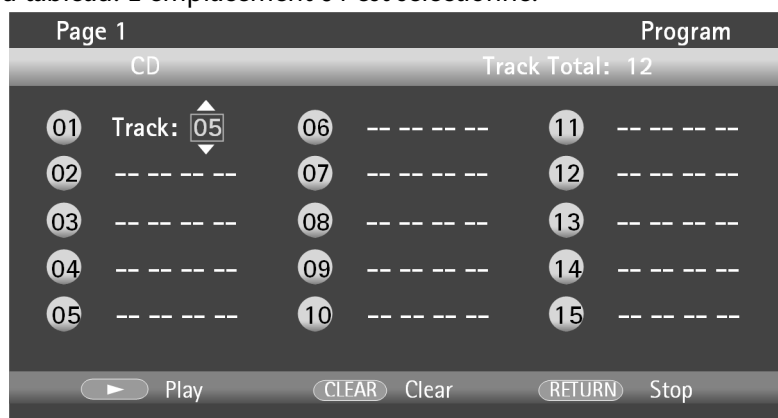 Page 1 Program
CD Track Total: 12
01 Track: 05 06 -- -- -- -- 11 -- -- -- --
02 -- -- -- -- 07 -- -- -- -- 12 -- -- -- --
03 -- -- -- -- 08 -- -- -- -- 13 -- -- -- --
04 -- -- -- -- 09 -- -- -- -- 14 -- -- -- --
05 -- -- -- -- 10 -- -- -- -- 15 -- -- -- --
Play CLEAR Clear RETURN Stop